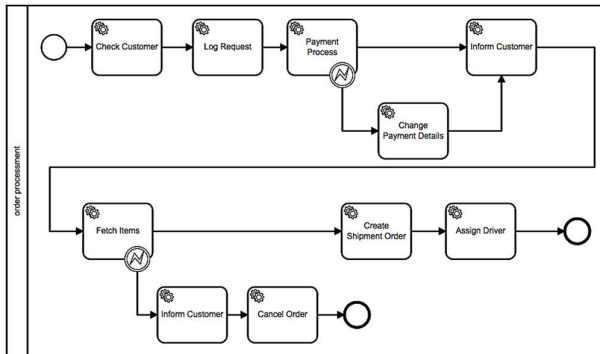 order processment
Check Customer
Log Request
Payment
Process
Inform Customer
Change
Payment Details
Fetch Items
Create
Shipment Order
Assign Driver
Inform Customer
Cancel Order